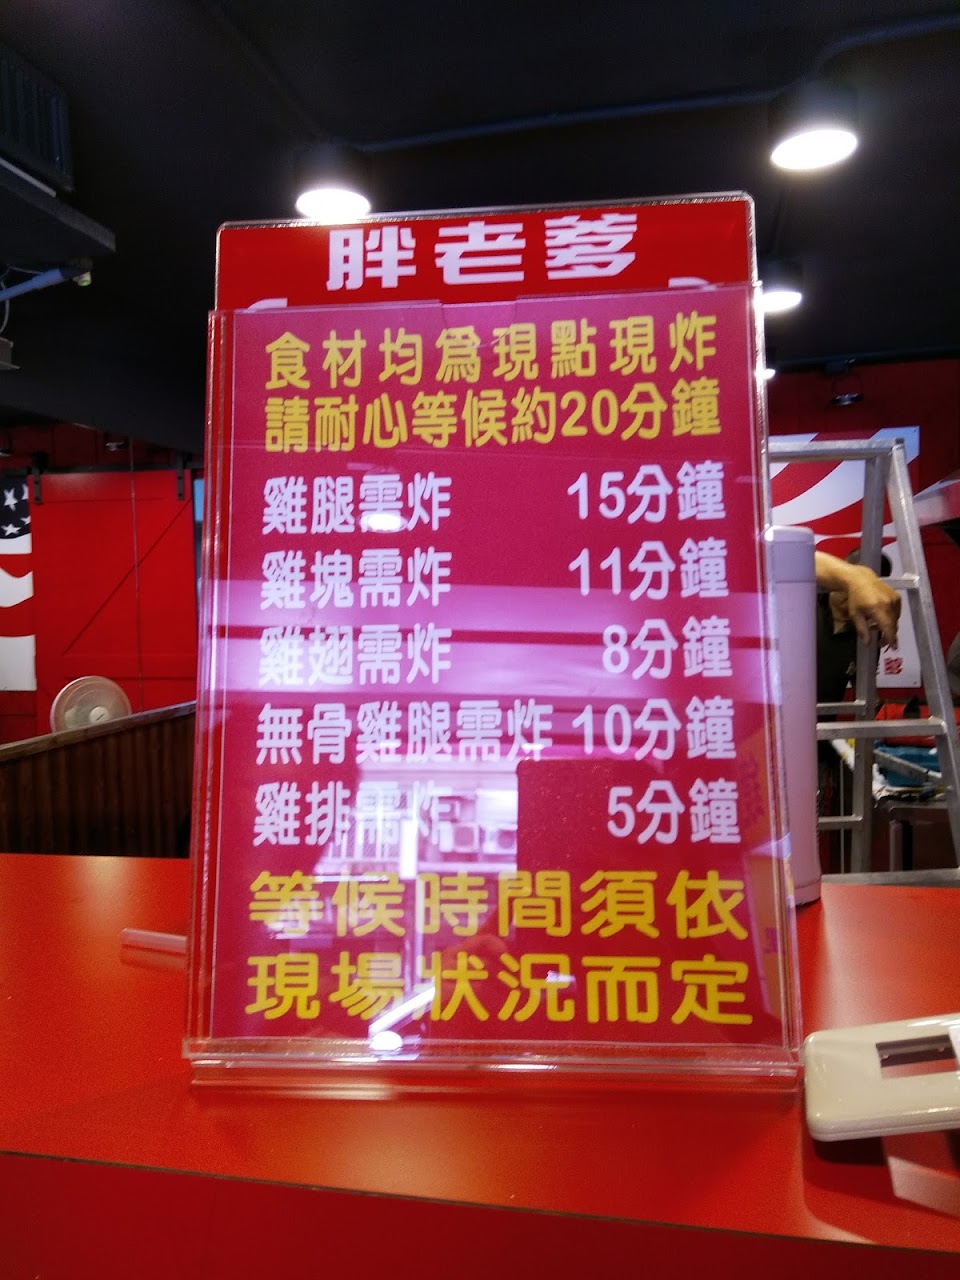 胖老爹
食材均為現點現炸
請耐心等候約20分鐘
雞腿需炸 15分鐘
雞塊需炸 11分鐘
雞翅需炸 8分鐘
無骨雞腿需炸 10分鐘
雞排需炸 5分鐘
等候時間須依
現場狀況而定